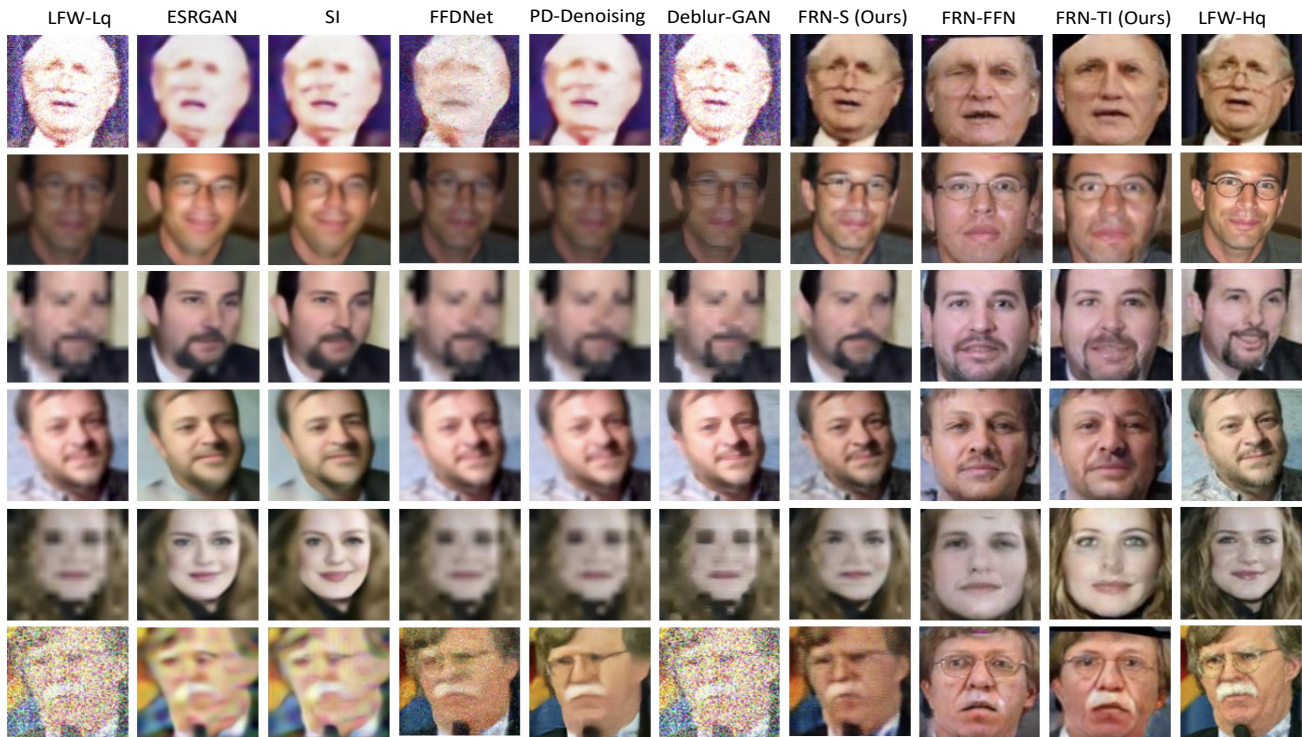 LFW-Lq ESRGAN SI FFDNet PD-Denoising Deblur-GAN FRN-S (Ours) FRN-FFN FRN-TI (Ours) LFW-Hq